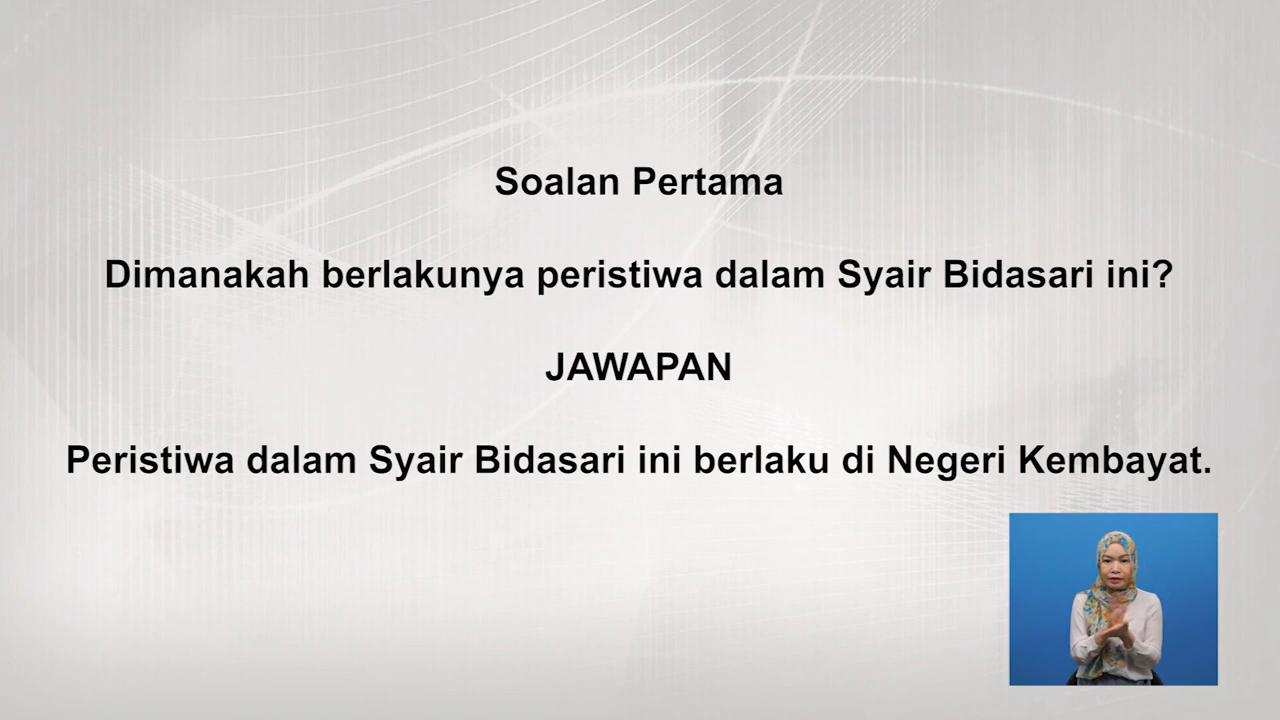 Soalan Pertama
Dimanakah berlakunya peristiwa dalam Syair Bidasari ini?
JAWAPAN
Peristiwa dalam Syair Bidasari ini berlaku di Negeri Kembayat.